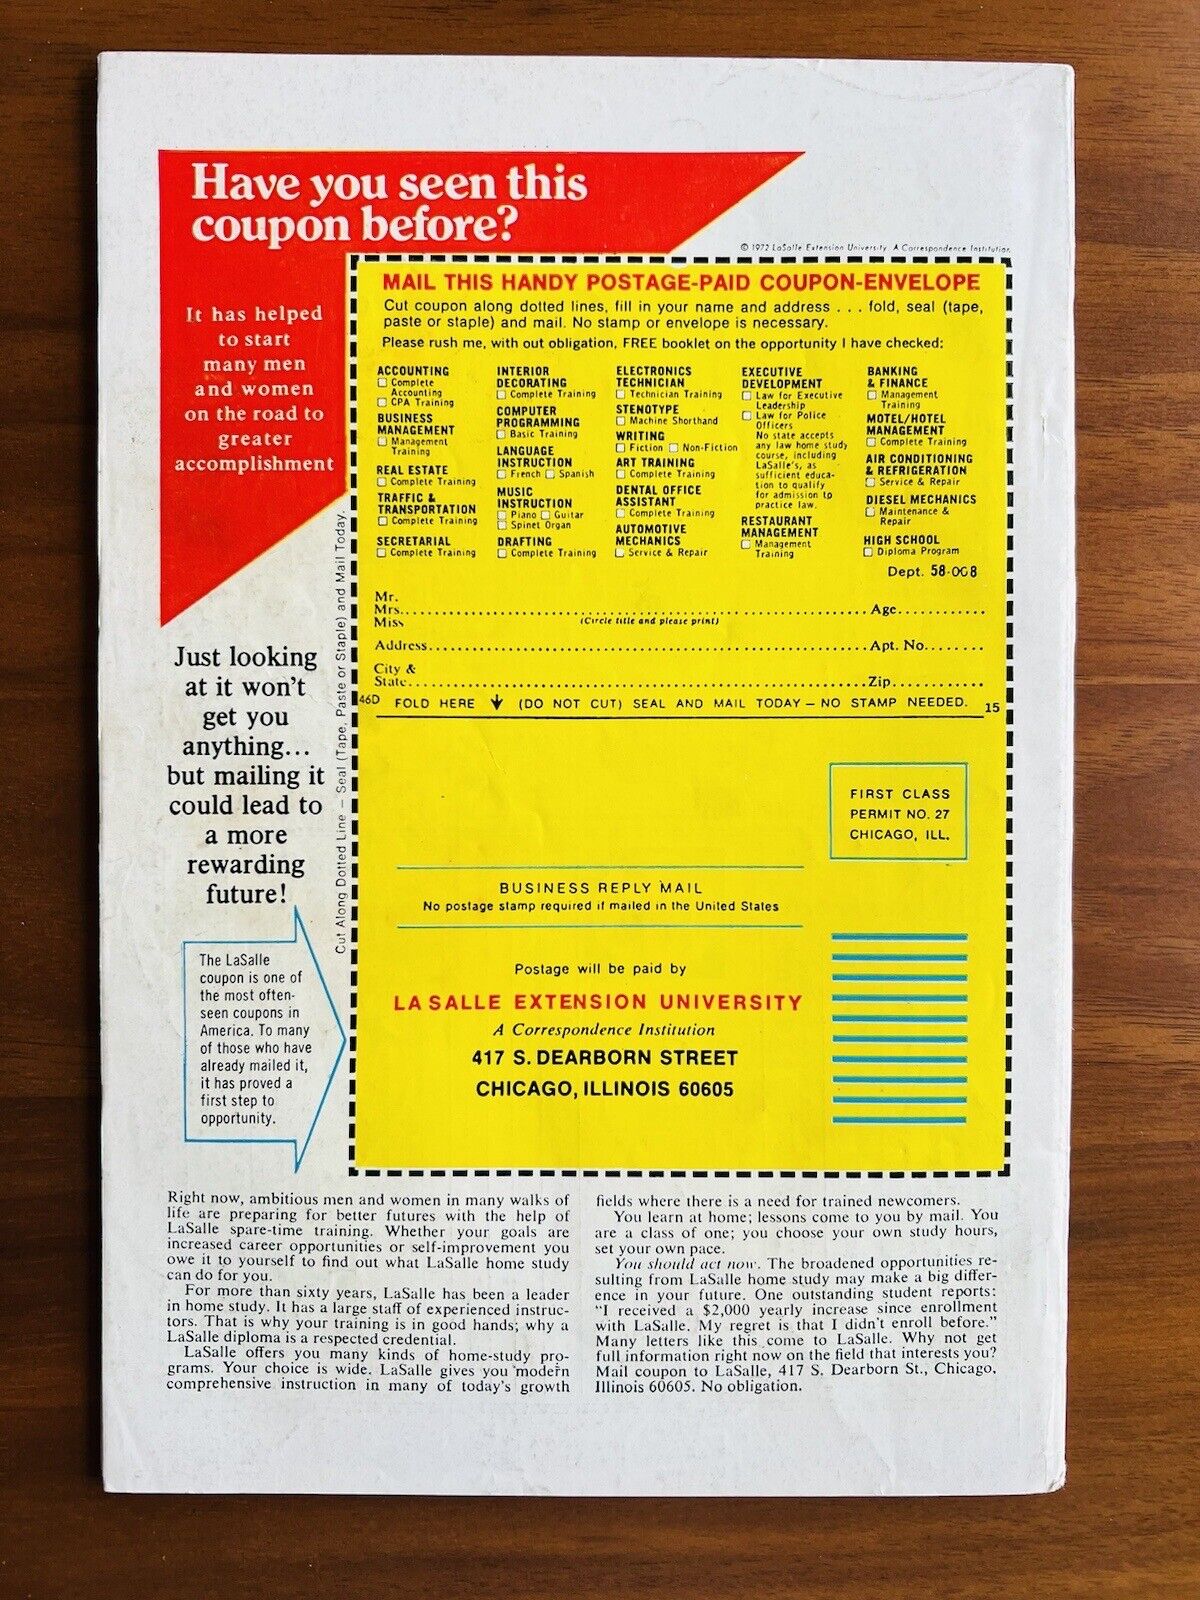 Have you seen this
coupon before?
© 1972 LaSalle Extension University. A Correspondence Institution
It has helped
to start
many men
and women
on the road to
greater
accomplishment
Just looking
at it won't
get you
anything...
but mailing it
could lead to
a more
rewarding
future!
The LaSalle
coupon is one of
the most often-
seen coupons in
America. To many
of those who have
already mailed it,
it has proved a
first step to
opportunity.
Cut Along Dotted Line — Seal (Tape, Paste or Staple) and Mail Today.
MAIL THIS HANDY POSTAGE-PAID COUPON-ENVELOPE
Cut coupon along dotted lines, fill in your name and address . . . fold, seal (tape,
paste or staple) and mail. No stamp or envelope is necessary.
Please rush me, with out obligation, FREE booklet on the opportunity I have checked:
ACCOUNTING
☐ Complete
Accounting
☐ CPA Training
BUSINESS
MANAGEMENT
☐ Management
Training
REAL ESTATE
☐ Complete Training
TRAFFIC &
TRANSPORTATION
☐ Complete Training
SECRETARIAL
☐ Complete Training
INTERIOR
DECORATING
☐ Complete Training
COMPUTER
PROGRAMMING
☐ Basic Training
LANGUAGE
INSTRUCTION
☐ French ☐ Spanish
MUSIC
INSTRUCTION
☐ Piano ☐ Guitar
☐ Spinet Organ
DRAFTING
☐ Complete Training
ELECTRONICS
TECHNICIAN
☐ Technician Training
STENOTYPE
☐ Machine Shorthand
WRITING
☐ Fiction ☐ Non-Fiction
ART TRAINING
☐ Complete Training
DENTAL OFFICE
ASSISTANT
☐ Complete Training
AUTOMOTIVE
MECHANICS
☐ Service & Repair
EXECUTIVE
DEVELOPMENT
☐ Law for Executive
Leadership
☐ Law for Police
Officers
No state accepts
any law home study
course, including
LaSalle's, as
sufficient educa-
tion to qualify
for admission to
practice law.
RESTAURANT
MANAGEMENT
☐ Management
Training
BANKING
& FINANCE
☐ Management
Training
MOTEL/HOTEL
MANAGEMENT
☐ Complete Training
AIR CONDITIONING
& REFRIGERATION
☐ Service & Repair
DIESEL MECHANICS
☐ Maintenance &
Repair
HIGH SCHOOL
☐ Diploma Program
Dept. 58-008
Mr.
Mrs. Age
Miss (Circle title and please print)
Address Apt. No.
City &
State Zip
46D FOLD HERE ↓ (DO NOT CUT) SEAL AND MAIL TODAY — NO STAMP NEEDED. 15
FIRST CLASS
PERMIT NO. 27
CHICAGO, ILL.
BUSINESS REPLY MAIL
No postage stamp required if mailed in the United States
Postage will be paid by
LA SALLE EXTENSION UNIVERSITY
A Correspondence Institution
417 S. DEARBORN STREET
CHICAGO, ILLINOIS 60605
Right now, ambitious men and women in many walks of
life are preparing for better futures with the help of
LaSalle spare-time training. Whether your goals are
increased career opportunities or self-improvement you
owe it to yourself to find out what LaSalle home study
can do for you.
For more than sixty years, LaSalle has been a leader
in home study. It has a large staff of experienced instruc-
tors. That is why your training is in good hands; why a
LaSalle diploma is a respected credential.
LaSalle offers you many kinds of home-study pro-
grams. Your choice is wide. LaSalle gives you modern
comprehensive instruction in many of today's growth
fields where there is a need for trained newcomers.
You learn at home; lessons come to you by mail. You
are a class of one; you choose your own study hours,
set your own pace.
You should act now. The broadened opportunities re-
sulting from LaSalle home study may make a big differ-
ence in your future. One outstanding student reports:
"I received a $2,000 yearly increase since enrollment
with LaSalle. My regret is that I didn't enroll before."
Many letters like this come to LaSalle. Why not get
full information right now on the field that interests you?
Mail coupon to LaSalle, 417 S. Dearborn St., Chicago,
Illinois 60605. No obligation.